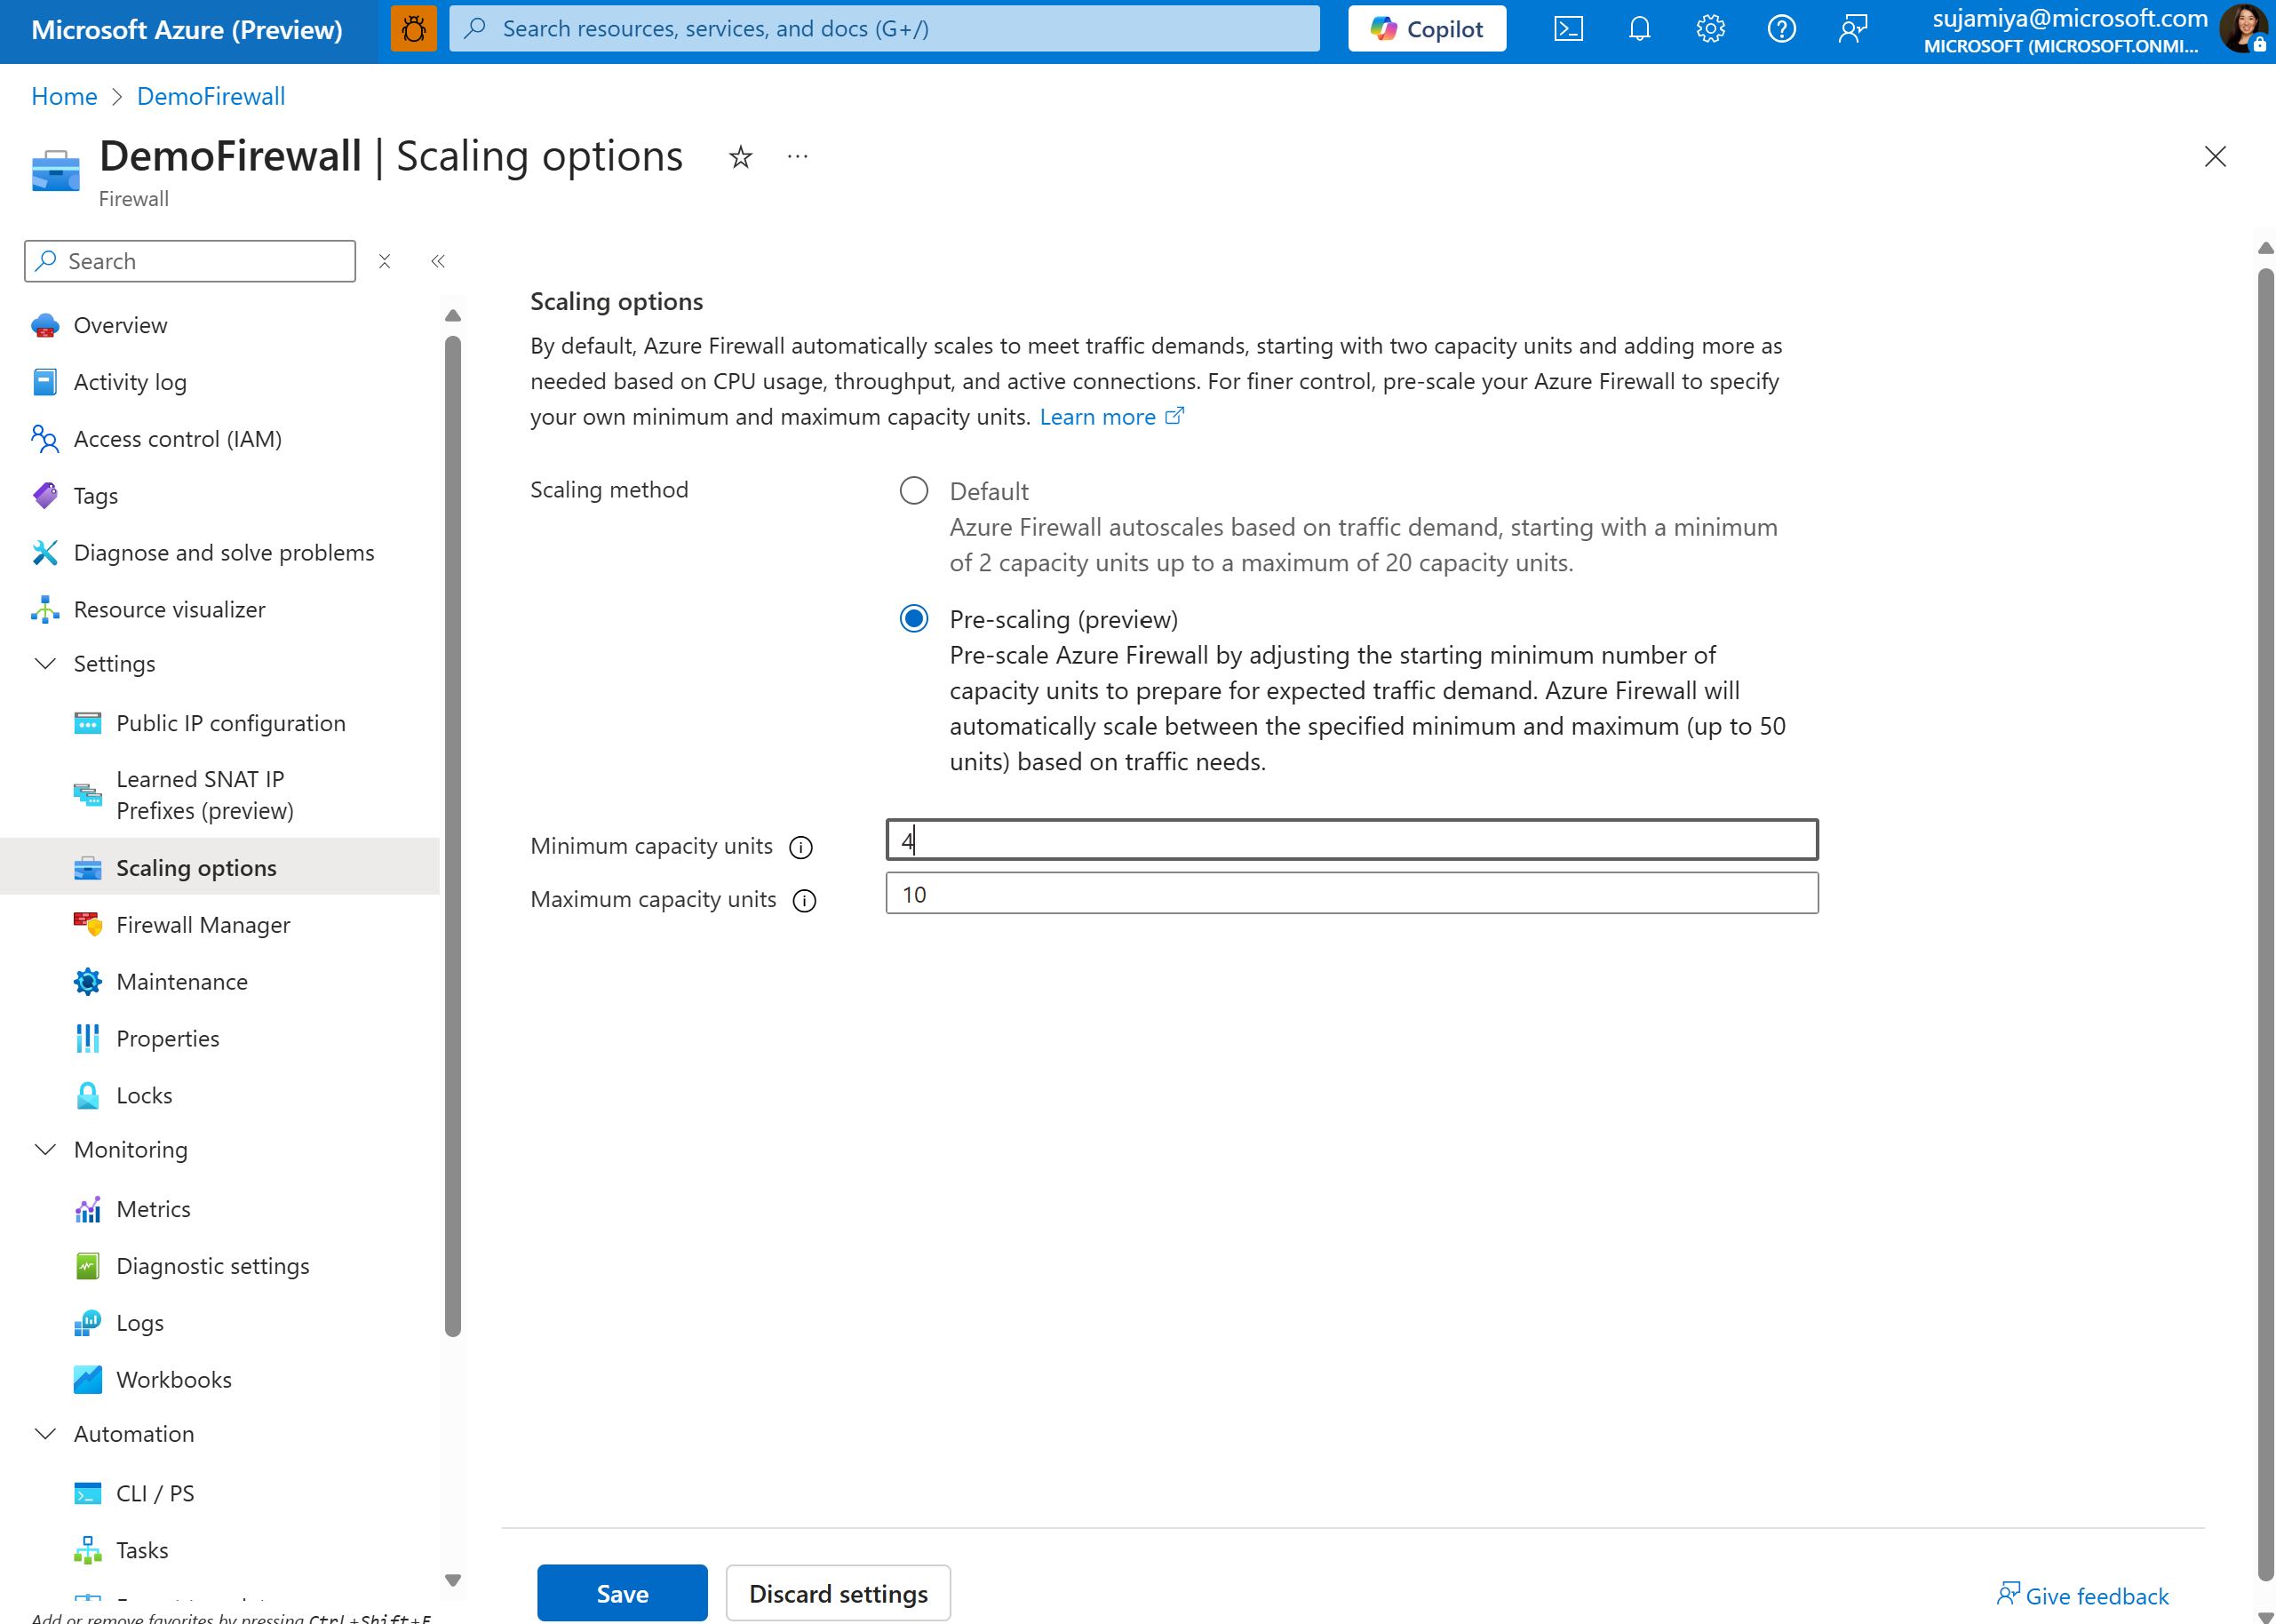 Microsoft Azure (Preview)
Search resources, services, and docs (G+/)
Copilot
sujamiya@microsoft.com
MICROSOFT (MICROSOFT.ONMI...
Home > DemoFirewall
DemoFirewall | Scaling options
Firewall
Search
Overview
Activity log
Access control (IAM)
Tags
Diagnose and solve problems
Resource visualizer
Settings
Public IP configuration
Learned SNAT IP
Prefixes (preview)
Scaling options
Firewall Manager
Maintenance
Properties
Locks
Monitoring
Metrics
Diagnostic settings
Logs
Workbooks
Automation
CLI / PS
Tasks
Add or remove favorites by pressing Ctrl+Shift+F
Scaling options
By default, Azure Firewall automatically scales to meet traffic demands, starting with two capacity units and adding more as
needed based on CPU usage, throughput, and active connections. For finer control, pre-scale your Azure Firewall to specify
your own minimum and maximum capacity units. Learn more
Scaling method
Default
Azure Firewall autoscales based on traffic demand, starting with a minimum
of 2 capacity units up to a maximum of 20 capacity units.
Pre-scaling (preview)
Pre-scale Azure Firewall by adjusting the starting minimum number of
capacity units to prepare for expected traffic demand. Azure Firewall will
automatically scale between the specified minimum and maximum (up to 50
units) based on traffic needs.
Minimum capacity units
4
Maximum capacity units
10
Save
Discard settings
Give feedback